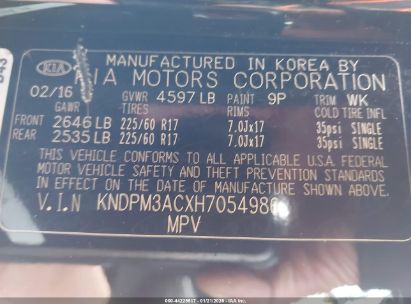 MANUFACTURED IN KOREA BY
KIA KIA MOTORS CORPORATION
02/16 GVWR 4597 LB PAINT 9P TRIM WK
GAWR TIRES RIMS COLD TIRE INFL
FRONT 2646 LB 225/60 R17 7.0Jx17 35psi SINGLE
REAR 2535 LB 225/60 R17 7.0Jx17 35psi SINGLE
THIS VEHICLE CONFORMS TO ALL APPLICABLE U.S.A. FEDERAL
MOTOR VEHICLE SAFETY AND THEFT PREVENTION STANDARDS
IN EFFECT ON THE DATE OF MANUFACTURE SHOWN ABOVE.
V.I.N KNDPM3ACXH7054986
MPV